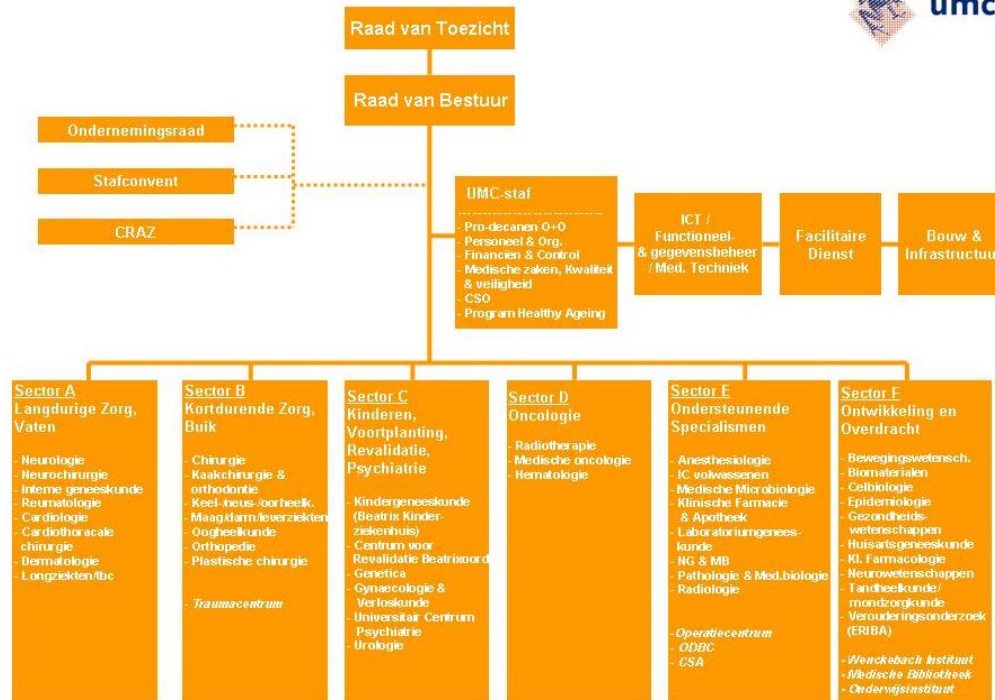 umc
Raad van Toezicht
Raad van Bestuur
Ondernemingsraad
Stafconvent
CRAZ
UMC-staf
- Pro-decanen O+O
- Personeel & Org.
- Financiën & Control
- Medische zaken, Kwaliteit
& veiligheid
- CSO
- Program Healthy Ageing
ICT /
Functioneel-
& gegevensbeheer
/ Med. Techniek
Facilitaire
Dienst
Bouw &
Infrastructuu
Sector A
Langdurige Zorg,
Vaten
- Neurologie
- Neurochirurgie
- Interne geneeskunde
- Reumatologie
- Cardiologie
- Cardiothoracale
chirurgie
- Dermatologie
- Longziekten/tbc
Sector B
Kortdurende Zorg,
Buik
- Chirurgie
- Kaakchirurgie &
orthodontie
- Keel-/neus-/oorheelk.
- Maag/darm/leverziekten
- Oogheelkunde
- Orthopedie
- Plastische chirurgie
- Traumacentrum
Sector C
Kinderen,
Voortplanting,
Revalidatie,
Psychiatrie
- Kindergeneeskunde
(Beatrix Kinder-
ziekenhuis)
- Centrum voor
Revalidatie Beatrixoord
- Genetica
- Gynaecologie &
Verloskunde
- Universitair Centrum
Psychiatrie
- Urologie
Sector D
Oncologie
- Radiotherapie
- Medische oncologie
- Hematologie
Sector E
Ondersteunende
Specialismen
- Anesthesiologie
- IC volwassenen
- Medische Microbiologie
- Klinische Farmacie
& Apotheek
- Laboratoriumgenees-
kunde
- NG & MB
- Pathologie & Med.biologie
- Radiologie
- Operatiecentrum
- ODBC
- CSA
Sector F
Ontwikkeling en
Overdracht
- Bewegingswetensch.
- Biomaterialen
- Celbiologie
- Epidemiologie
- Gezondheids-
wetenschappen
- Huisartsgeneeskunde
- Kl. Farmacologie
- Neurowetenschappen
- Tandheelkunde/
mondzorgkunde
- Verouderingsonderzoek
(ERIBA)
- Wenckebach Instituut
- Medische Bibliotheek
- Onderwijsinstituut